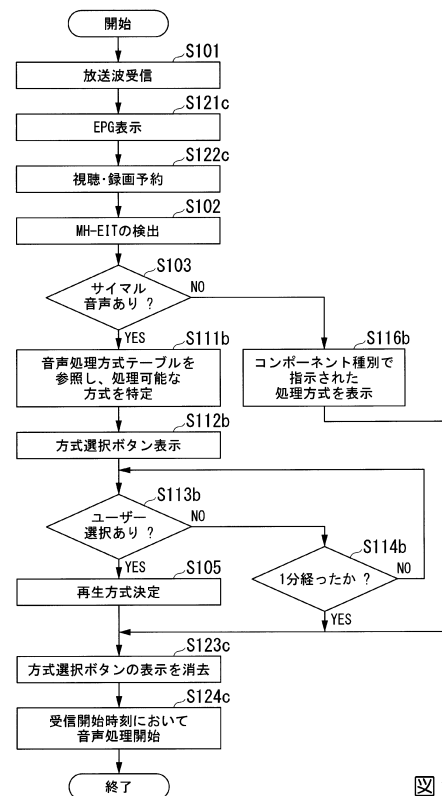 開始
S101
放送波受信
S121c
EPG表示
S122c
視聴・録画予約
S102
MH-EITの検出
S103
サイマル
音声あり ?
NO
YES
S111b
音声処理方式テーブルを
参照し、処理可能な
方式を特定
S116b
コンポーネント種別で
指示された
処理方式を表示
S112b
方式選択ボタン表示
S113b
ユーザー
選択あり ?
NO
S114b
1分経ったか ?
NO
YES
YES
S105
再生方式決定
S123c
方式選択ボタンの表示を消去
S124c
受信開始時刻において
音声処理開始
終了
図